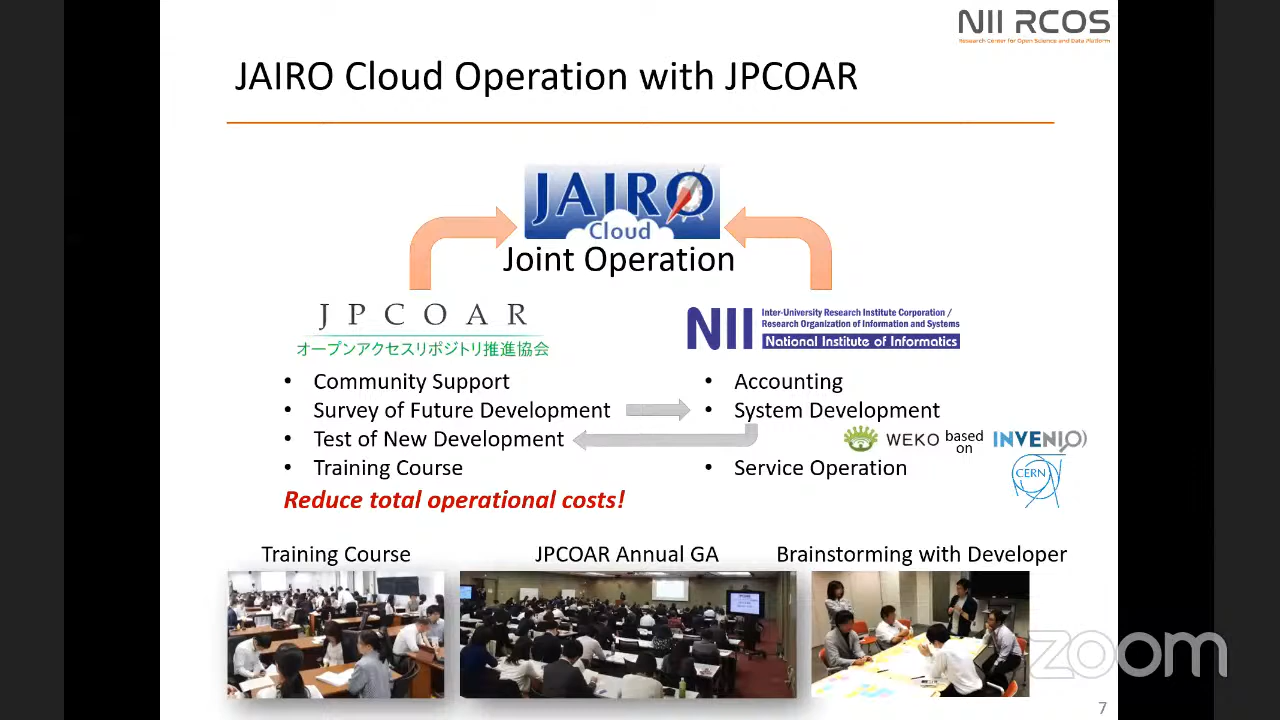 NII RCOS
Research Center for Open Science and Data Platform
JAIRO Cloud Operation with JPCOAR
JAIRO
Cloud
Joint Operation
JPCOAR
オープンアクセスリポジトリ推進協会
• Community Support
• Survey of Future Development
• Test of New Development
• Training Course
Reduce total operational costs!
NII
Inter-University Research Institute Corporation /
Research Organization of Information and Systems
National Institute of Informatics
• Accounting
• System Development
WEKO based on INVENIO
CERN
• Service Operation
Training Course
JPCOAR Annual GA
Brainstorming with Developer
zoom
7